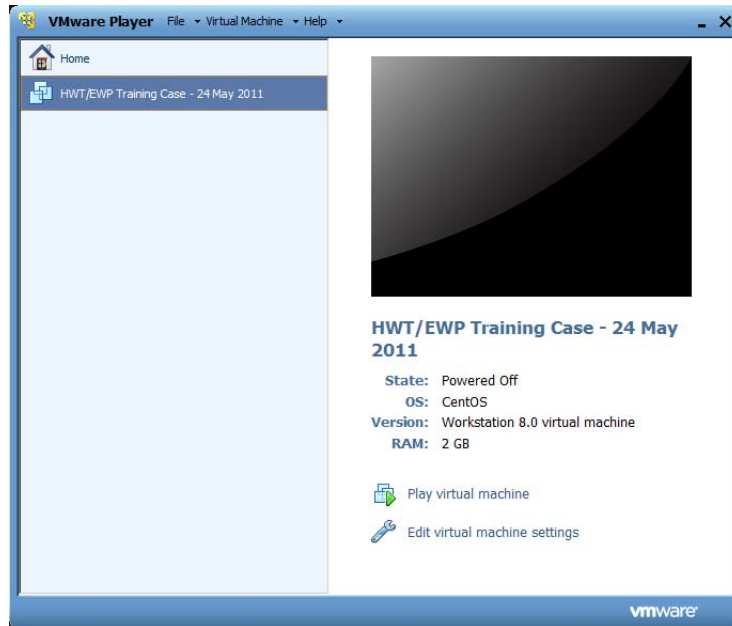 VMware Player File Virtual Machine Help
Home
HWT/EWP Training Case - 24 May 2011
HWT/EWP Training Case - 24 May
2011
State: Powered Off
OS: CentOS
Version: Workstation 8.0 virtual machine
RAM: 2 GB
Play virtual machine
Edit virtual machine settings
vmware